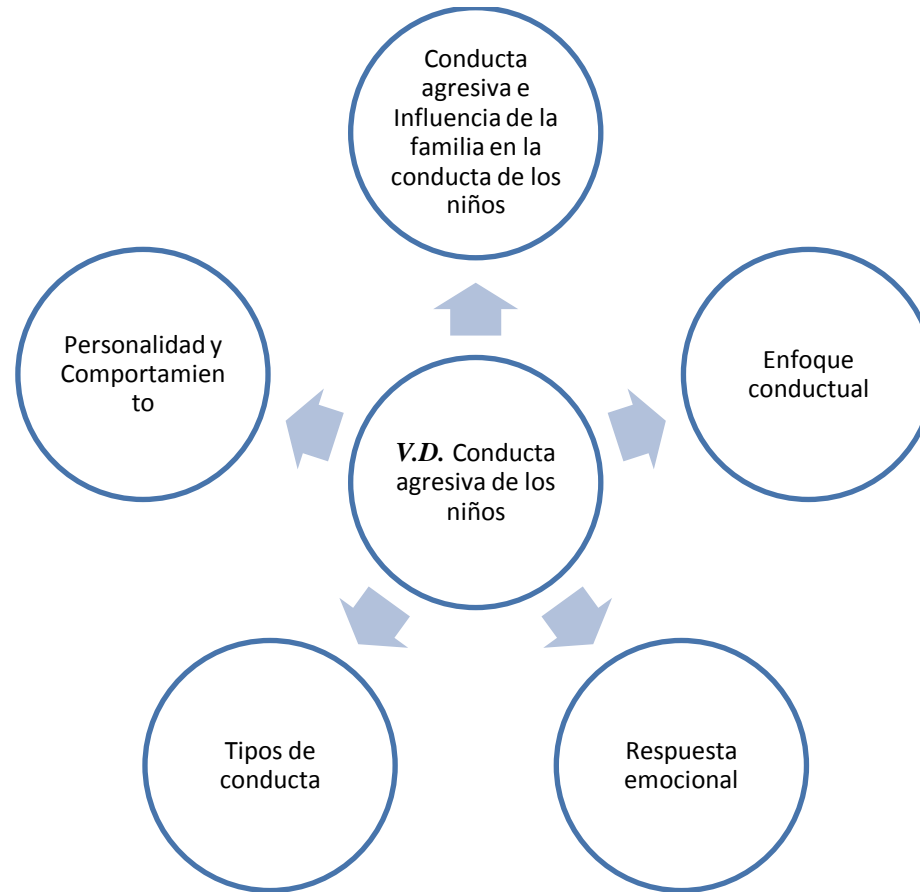 Conducta
agresiva e
Influencia de la
familia en la
conducta de los
niños
Personalidad y
Comportamien
to
Enfoque
conductual
V.D. Conducta
agresiva de los
niños
Tipos de
conducta
Respuesta
emocional